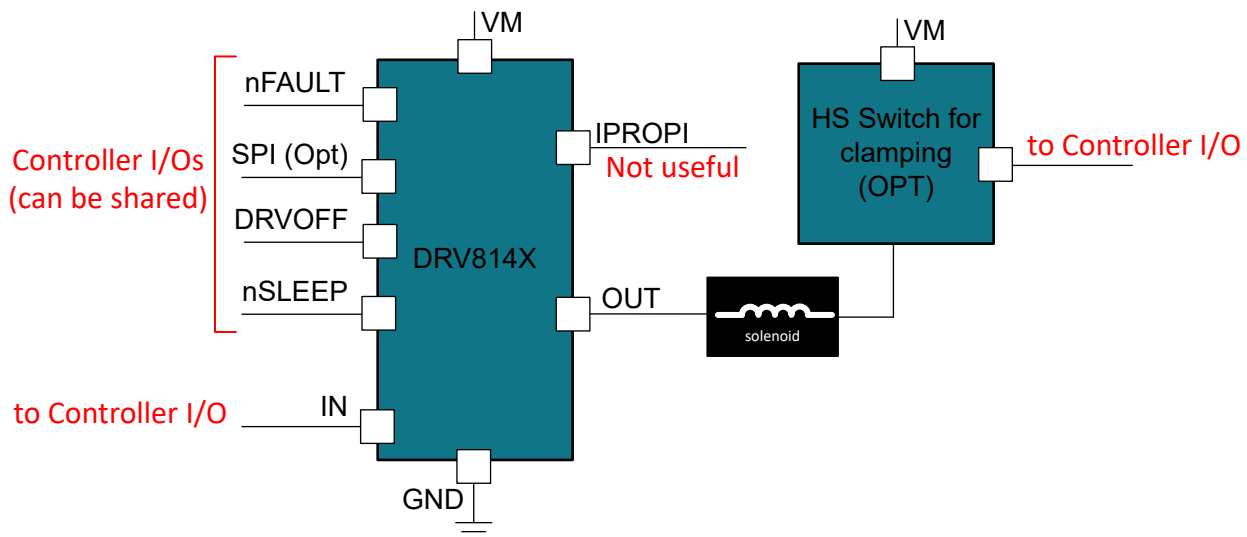 VM
VM
nFAULT
SPI (Opt)
DRVOFF
nSLEEP
Controller I/Os
(can be shared)
IPROPI
Not useful
HS Switch for
clamping
(OPT)
to Controller I/O
DRV814X
OUT
solenoid
to Controller I/O
IN
GND